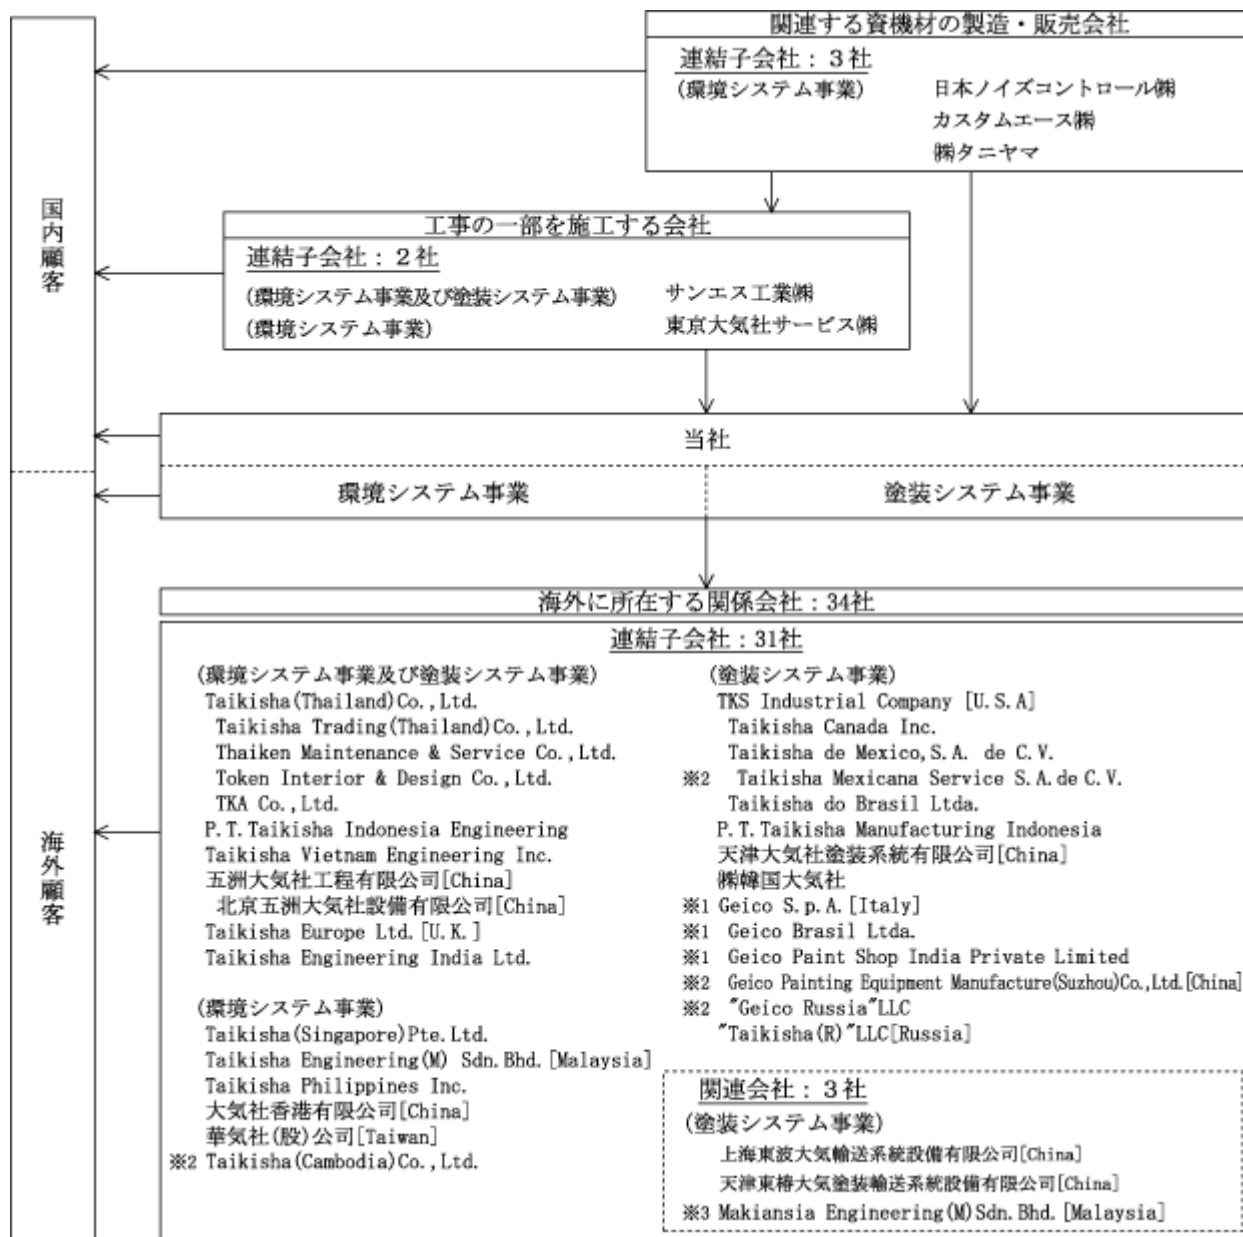 関連する資機材の製造・販売会社
連結子会社：３社
(環境システム事業)
日本ノイズコントロール㈱
カスタムエース㈱
㈱タニヤマ
国内顧客
工事の一部を施工する会社
連結子会社：２社
(環境システム事業及び塗装システム事業)
サンエス工業㈱
(環境システム事業)
東京大気社サービス㈱
当社
環境システム事業
塗装システム事業
海外顧客
海外に所在する関係会社：34社
連結子会社：31社
(環境システム事業及び塗装システム事業)
Taikisha(Thailand)Co.,Ltd.
Taikisha Trading(Thailand)Co.,Ltd.
Thaiken Maintenance & Service Co.,Ltd.
Token Interior & Design Co.,Ltd.
TKA Co.,Ltd.
P.T.Taikisha Indonesia Engineering
Taikisha Vietnam Engineering Inc.
五洲大気社工程有限公司[China]
北京五洲大気社設備有限公司[China]
Taikisha Europe Ltd.[U.K.]
Taikisha Engineering India Ltd.
(環境システム事業)
Taikisha(Singapore)Pte.Ltd.
Taikisha Engineering(M) Sdn.Bhd.[Malaysia]
Taikisha Philippines Inc.
大気社香港有限公司[China]
華気社(股)公司[Taiwan]
※2 Taikisha(Cambodia)Co.,Ltd.
(塗装システム事業)
TKS Industrial Company [U.S.A]
Taikisha Canada Inc.
Taikisha de Mexico,S.A. de C.V.
※2 Taikisha Mexicana Service S.A.de C.V.
Taikisha do Brasil Ltda.
P.T.Taikisha Manufacturing Indonesia
天津大気社塗装系統有限公司[China]
㈱韓国大気社
※1 Geico S.p.A.[Italy]
※1 Geico Brasil Ltda.
※1 Geico Paint Shop India Private Limited
※2 Geico Painting Equipment Manufacture(Suzhou)Co.,Ltd.[China]
※2 "Geico Russia"LLC
"Taikisha(R)"LLC[Russia]
関連会社：３社
(塗装システム事業)
上海東波大気輸送系統設備有限公司[China]
天津東椿大気塗装輸送系統設備有限公司[China]
※3 Makiansia Engineering(M)Sdn.Bhd.[Malaysia]